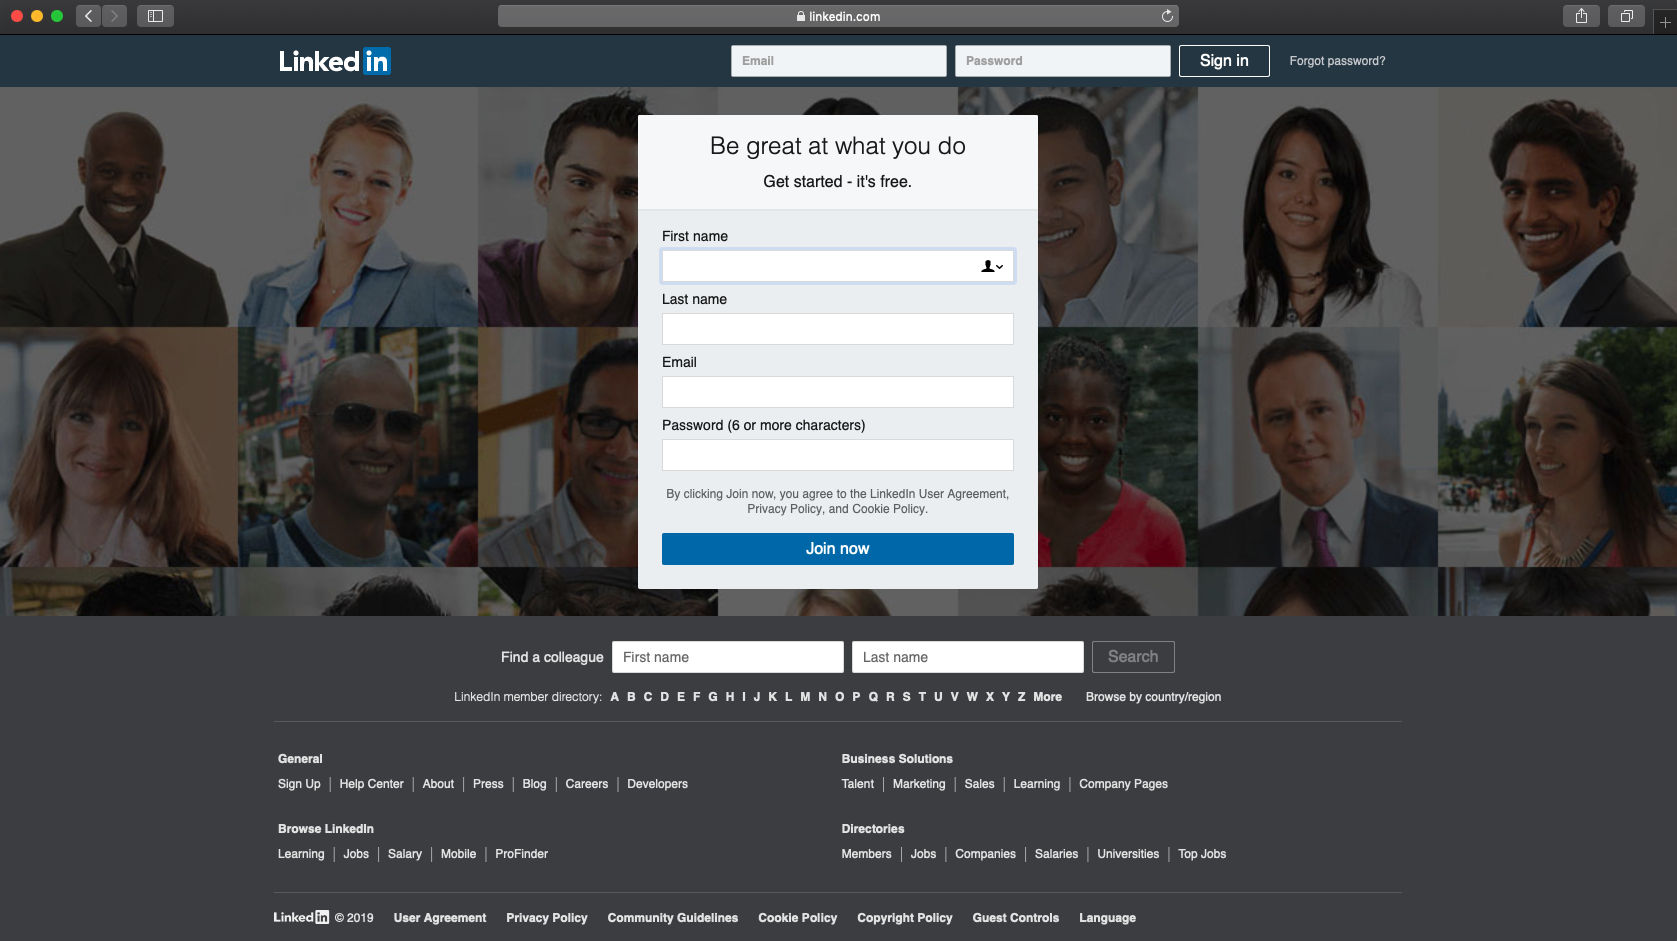 linkedin.com
Linked in
Email
Password
Sign in
Forgot password?
Be great at what you do
Get started - it's free.
First name
Last name
Email
Password (6 or more characters)
By clicking Join now, you agree to the LinkedIn User Agreement,
Privacy Policy, and Cookie Policy.
Join now
Find a colleague First name Last name Search
LinkedIn member directory: A B C D E F G H I J K L M N O P Q R S T U V W X Y Z More Browse by country/region
General
Sign Up | Help Center | About | Press | Blog | Careers | Developers
Business Solutions
Talent | Marketing | Sales | Learning | Company Pages
Browse LinkedIn
Learning | Jobs | Salary | Mobile | ProFinder
Directories
Members | Jobs | Companies | Salaries | Universities | Top Jobs
Linked in © 2019 User Agreement Privacy Policy Community Guidelines Cookie Policy Copyright Policy Guest Controls Language